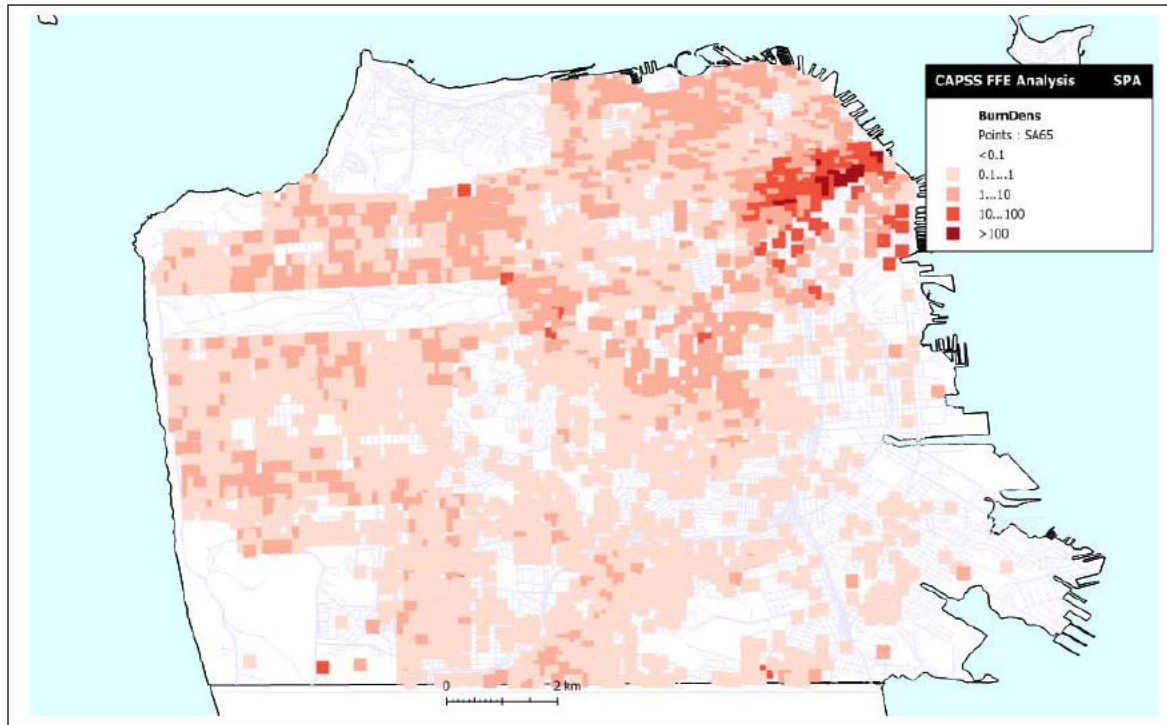 CAPSS FFE Analysis SPA
BurnDens
Points : SA65
<0.1
0.1...1
1...10
10...100
>100
0 2 km